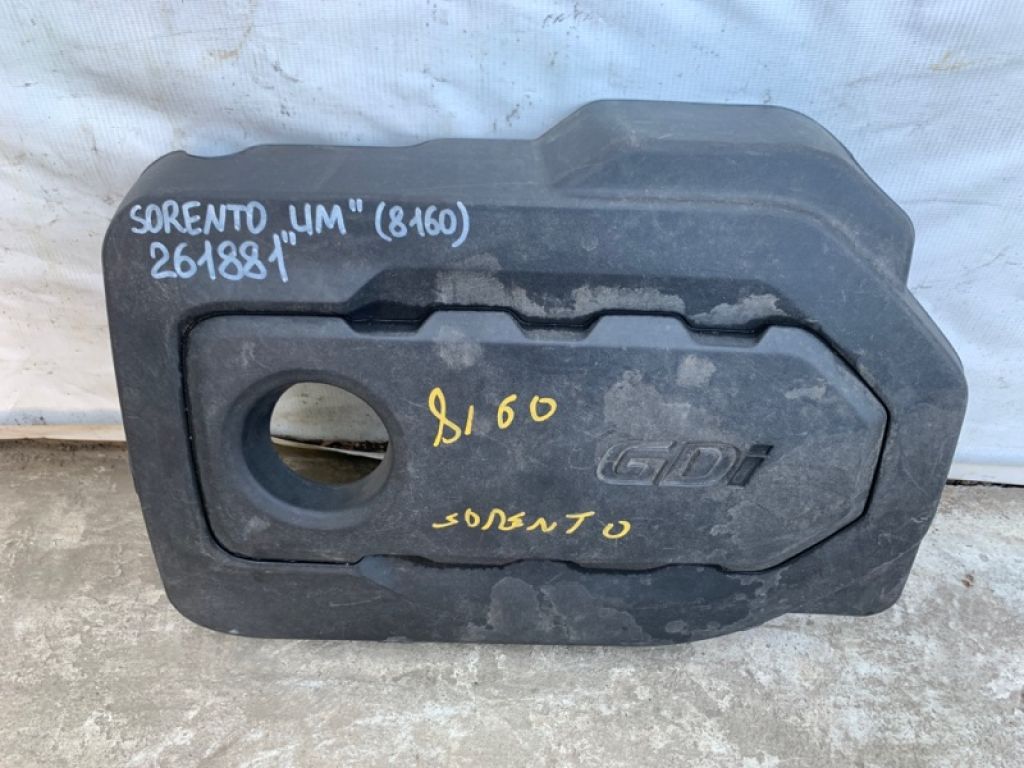 SORENTO „UM" (8160)
261881"
8160
GDi
SORENTO